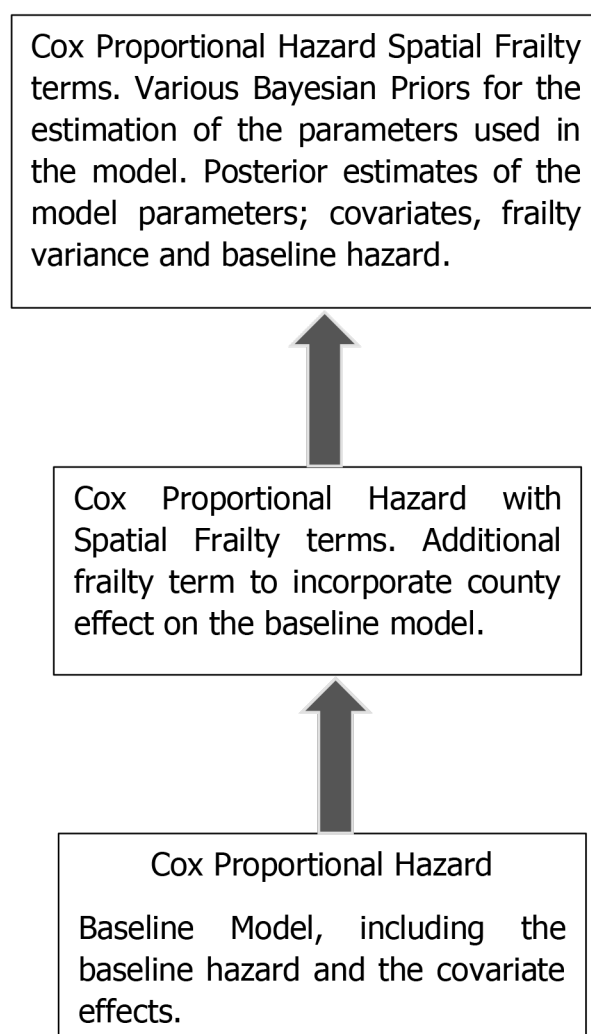 Cox Proportional Hazard Spatial Frailty
terms. Various Bayesian Priors for the
estimation of the parameters used in
the model. Posterior estimates of the
model parameters; covariates, frailty
variance and baseline hazard.
Cox Proportional Hazard with
Spatial Frailty terms. Additional
frailty term to incorporate county
effect on the baseline model.
Cox Proportional Hazard
Baseline Model, including the
baseline hazard and the covariate
effects.